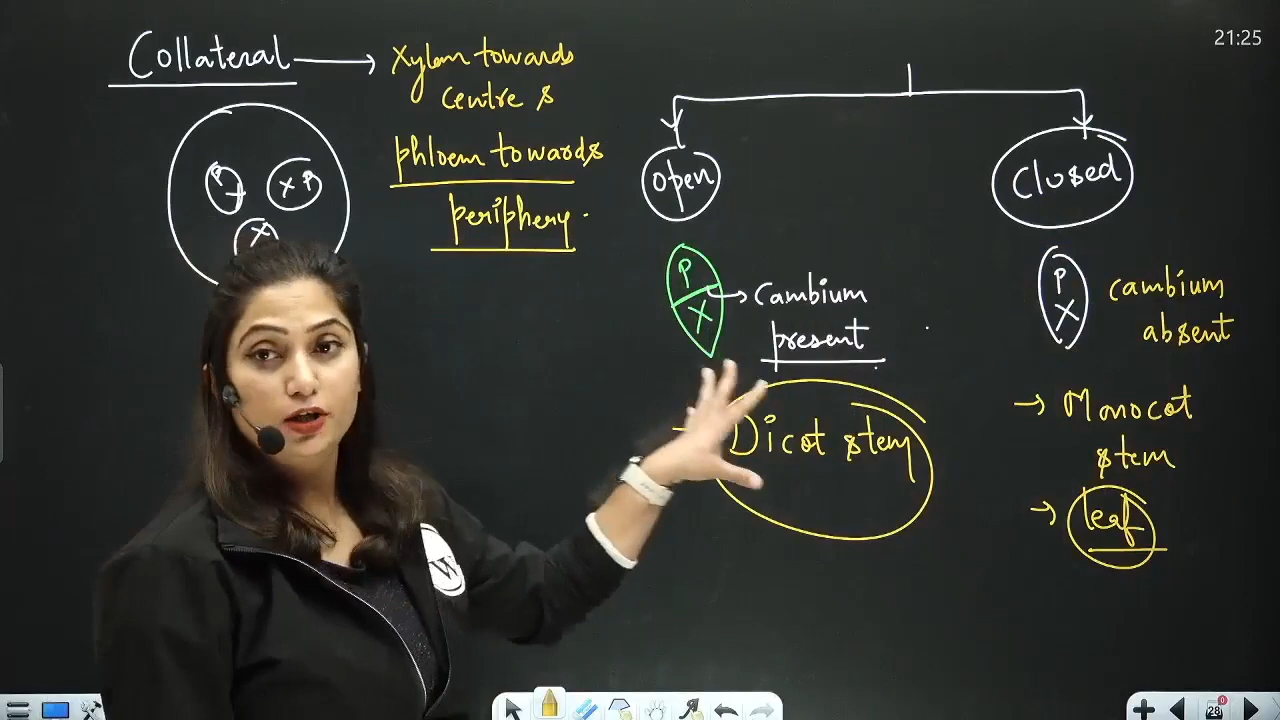 21:25
Collateral → Xylem towards
centre &
phloem towards
periphery.
P
X P
X
Open
P
X
→ Cambium
present
Dicot stem
Closed
P
X
cambium
absent
→ Monocot
stem
→ leaf
W
28